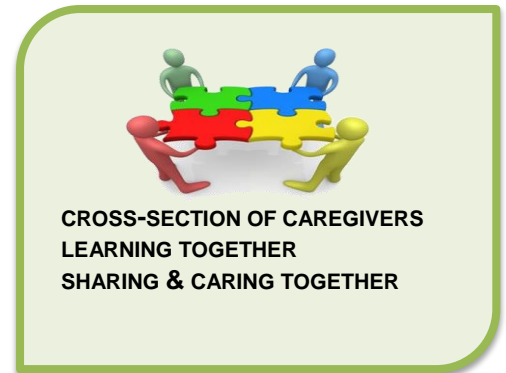 CROSS-SECTION OF CAREGIVERS
LEARNING TOGETHER
SHARING & CARING TOGETHER